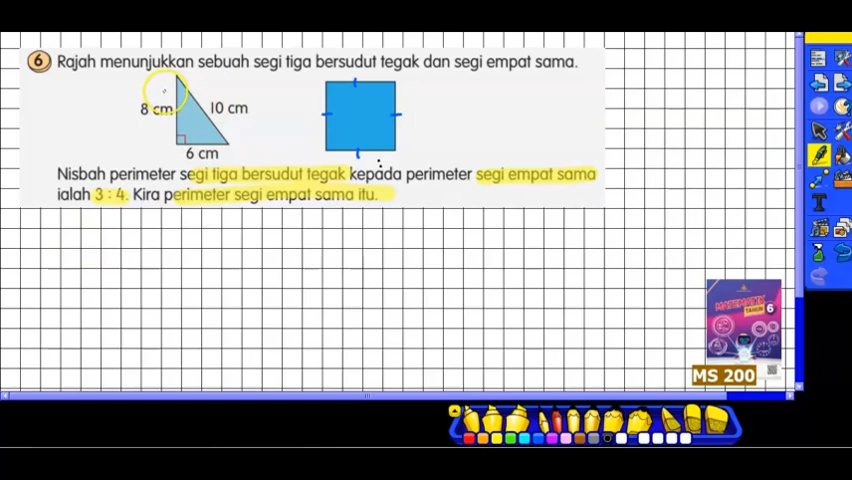 6 Rajah menunjukkan sebuah segi tiga bersudut tegak dan segi empat sama.
8 cm
10 cm
6 cm
Nisbah perimeter segi tiga bersudut tegak kepada perimeter segi empat sama
ialah 3 : 4. Kira perimeter segi empat sama itu.
MATEMATIK
TAHUN 6
MS 200